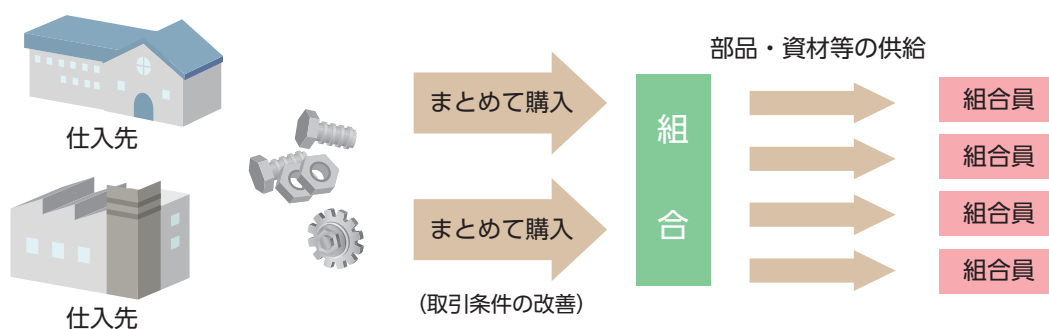 仕入先
仕入先
まとめて購入
まとめて購入
(取引条件の改善)
組合
部品・資材等の供給
組合員
組合員
組合員
組合員